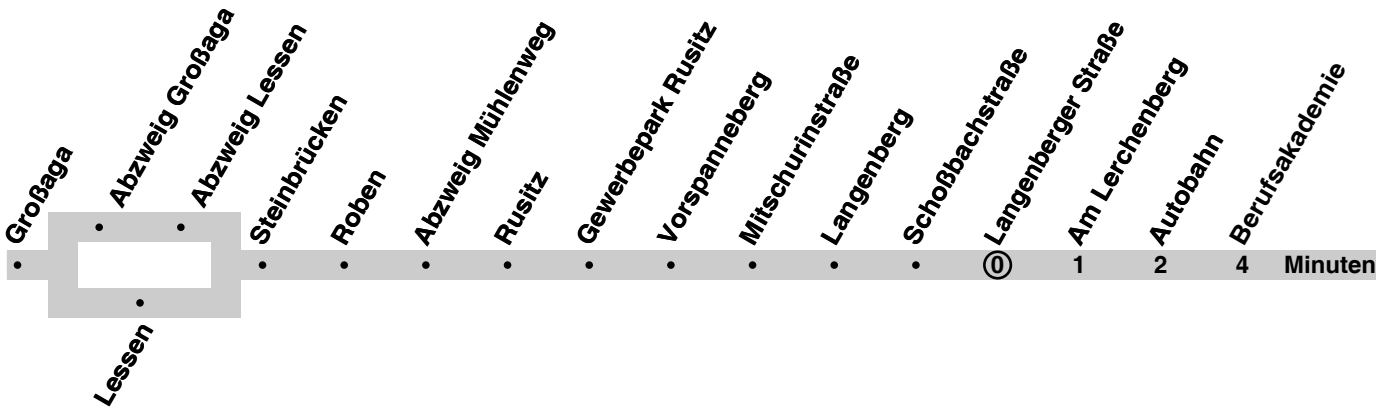 Großaga
Abzweig Großaga
Abzweig Lessen
Lessen
Steinbrücken
Roben
Abzweig Mühlenweg
Rusitz
Gewerbepark Rusitz
Vorspanneberg
Mitschurinstraße
Langenberg
Schoßbachstraße
Langenberger Straße
Am Lerchenberg
Autobahn
Berufsakademie
0 1 2 4 Minuten